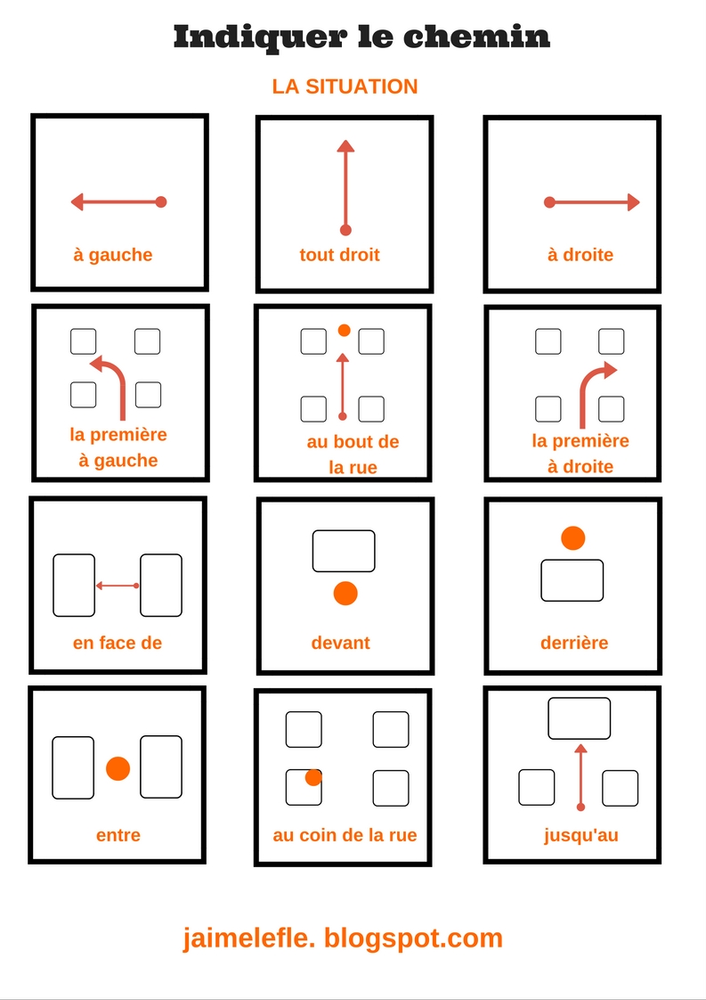 Indiquer le chemin
LA SITUATION
à gauche
tout droit
à droite
la première
à gauche
au bout de
la rue
la première
à droite
en face de
devant
derrière
entre
au coin de la rue
jusqu'au
jaimelefle. blogspot.com